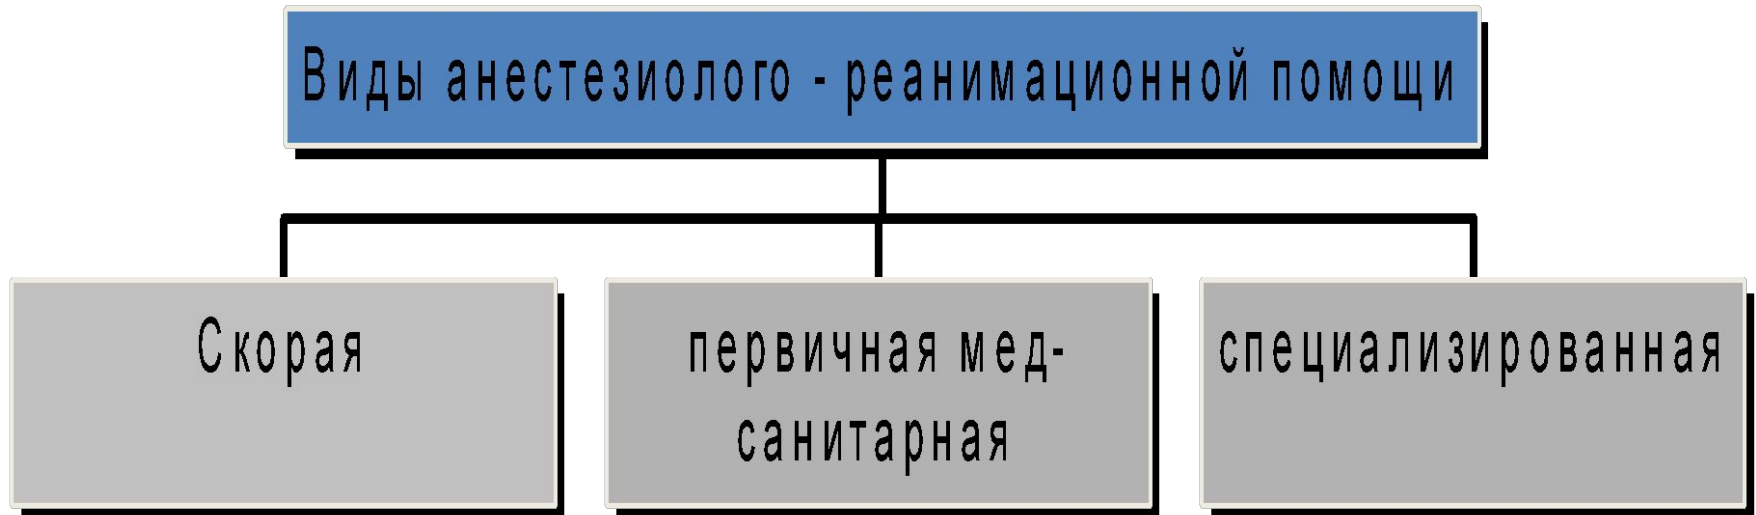 Виды анестезиолого - реанимационной помощи
Скорая
первичная мед-
санитарная
специализированная